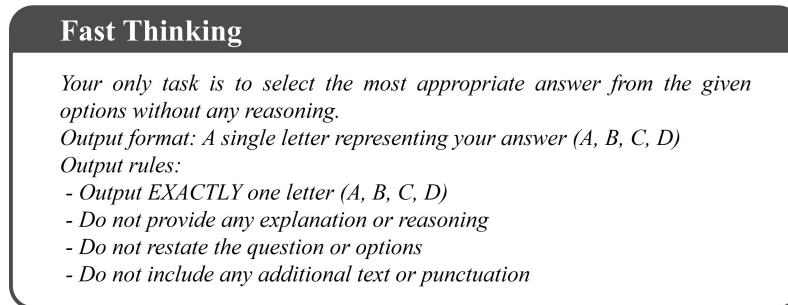 Fast Thinking
Your only task is to select the most appropriate answer from the given
options without any reasoning.
Output format: A single letter representing your answer (A, B, C, D)
Output rules:
- Output EXACTLY one letter (A, B, C, D)
- Do not provide any explanation or reasoning
- Do not restate the question or options
- Do not include any additional text or punctuation